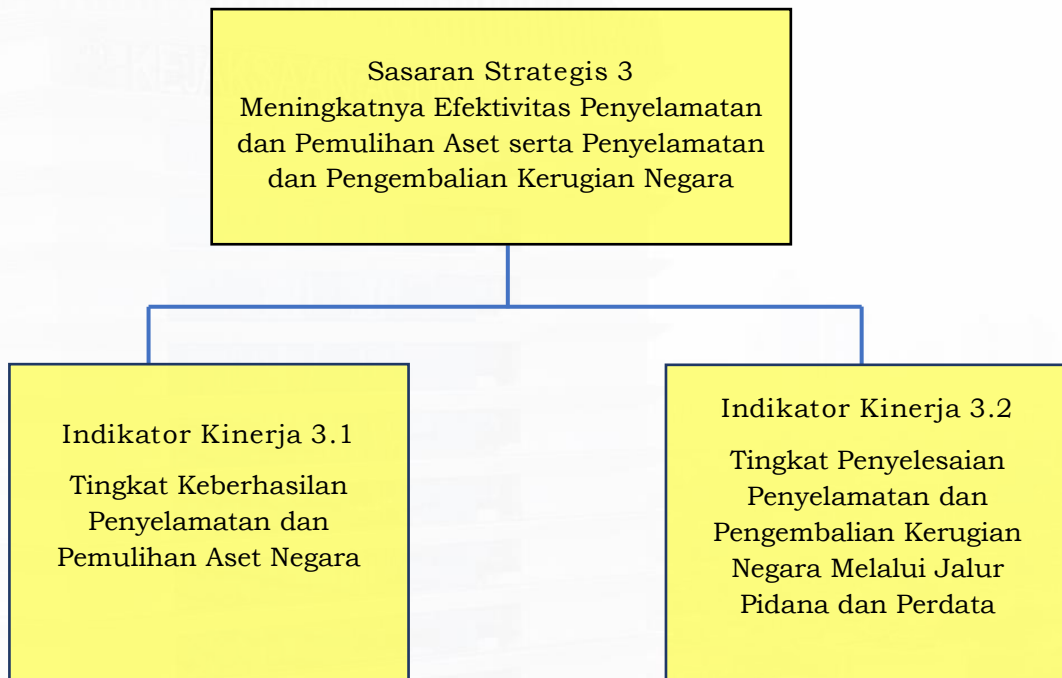 Sasaran Strategis 3
Meningkatnya Efektivitas Penyelamatan
dan Pemulihan Aset serta Penyelamatan
dan Pengembalian Kerugian Negara
Indikator Kinerja 3.1
Tingkat Keberhasilan
Penyelamatan dan
Pemulihan Aset Negara
Indikator Kinerja 3.2
Tingkat Penyelesaian
Penyelamatan dan
Pengembalian Kerugian
Negara Melalui Jalur
Pidana dan Perdata